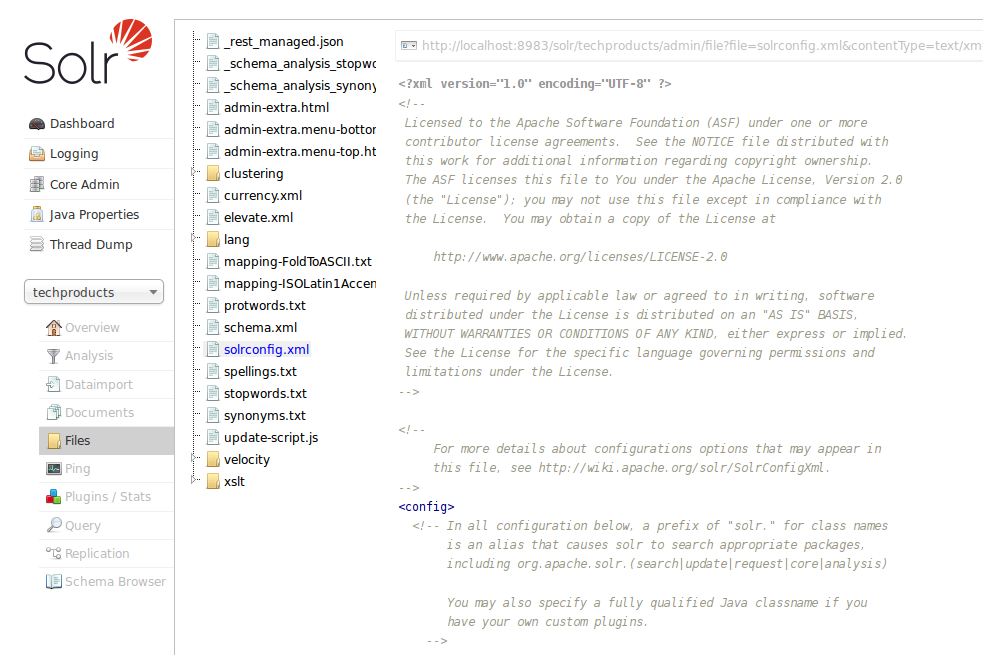 Solr
Dashboard
Logging
Core Admin
Java Properties
Thread Dump
techproducts
Overview
Analysis
Dataimport
Documents
Files
Ping
Plugins / Stats
Query
Replication
Schema Browser
_rest_managed.json
_schema_analysis_stopwo
_schema_analysis_synony
admin-extra.html
admin-extra.menu-bottor
admin-extra.menu-top.ht
clustering
currency.xml
elevate.xml
lang
mapping-FoldToASCII.txt
mapping-ISOLatin1Accen
protwords.txt
schema.xml
solrconfig.xml
spellings.txt
stopwords.txt
synonyms.txt
update-script.js
velocity
xslt
http://localhost:8983/solr/techproducts/admin/file?file=solrconfig.xml&contentType=text/xm
<?xml version="1.0" encoding="UTF-8" ?>
<!--
Licensed to the Apache Software Foundation (ASF) under one or more
contributor license agreements.  See the NOTICE file distributed with
this work for additional information regarding copyright ownership.
The ASF licenses this file to You under the Apache License, Version 2.0
(the "License"); you may not use this file except in compliance with
the License.  You may obtain a copy of the License at
http://www.apache.org/licenses/LICENSE-2.0
Unless required by applicable law or agreed to in writing, software
distributed under the License is distributed on an "AS IS" BASIS,
WITHOUT WARRANTIES OR CONDITIONS OF ANY KIND, either express or implied.
See the License for the specific language governing permissions and
limitations under the License.
-->
<!--
For more details about configurations options that may appear in
this file, see http://wiki.apache.org/solr/SolrConfigXml.
-->
<config>
<!-- In all configuration below, a prefix of "solr." for class names
is an alias that causes solr to search appropriate packages,
including org.apache.solr.(search|update|request|core|analysis)
You may also specify a fully qualified Java classname if you
have your own custom plugins.
-->